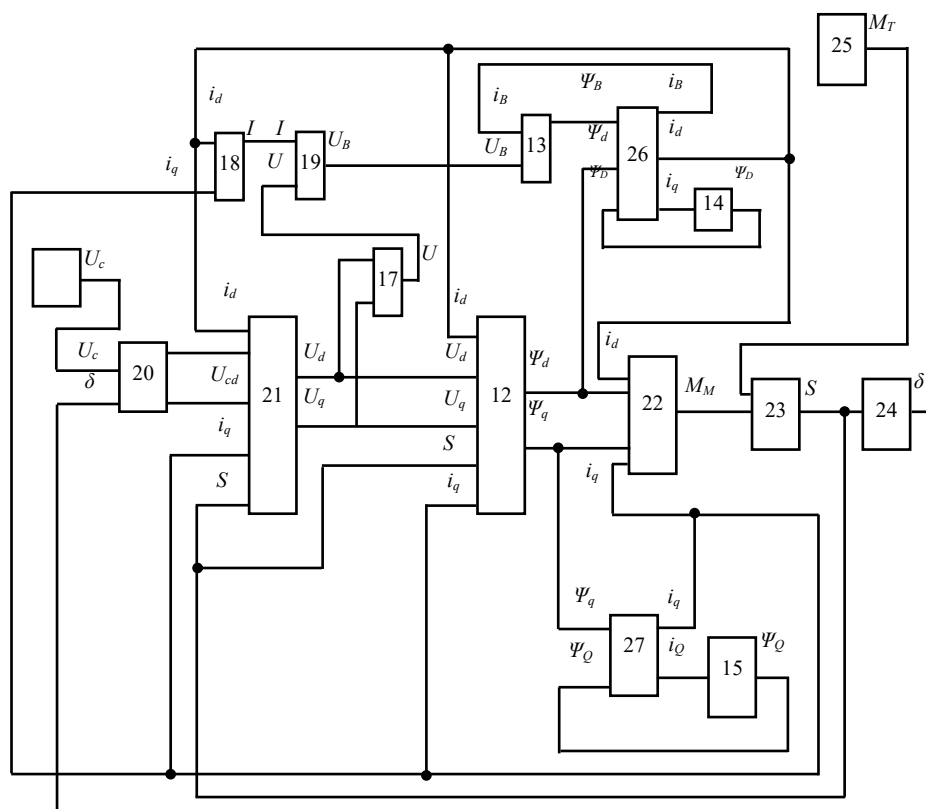 M_T
25
Ψ_B
i_B
i_B
i_d
I
I
U_B
Ψ_d
i_d
18
19
U
U_B
13
26
i_q
Ψ_D
i_q
Ψ_D
14
U_c
U
17
i_d
i_d
i_d
U_c
U_d
U_d
Ψ_d
δ
20
U_cd
21
U_q
U_q
12
Ψ_q
22
M_M
23
S
24
δ
i_q
S
S
i_q
i_q
Ψ_q
i_q
Ψ_Q
27
i_Q
15
Ψ_Q